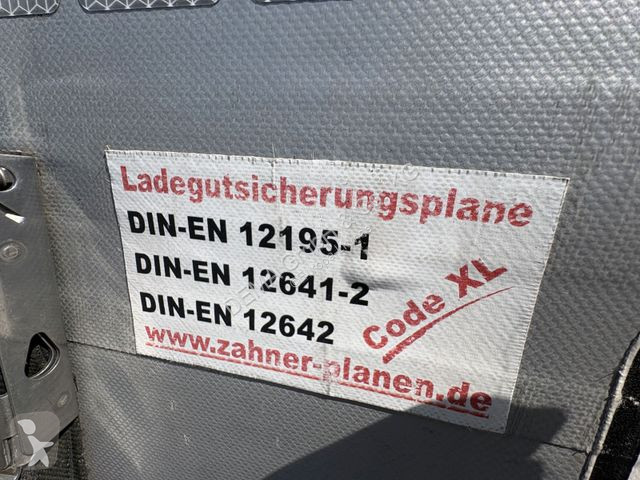 Ladegutsicherungsplane
DIN-EN 12195-1
DIN-EN 12641-2
DIN-EN 12642
Code XL
www.zahner-planen.de